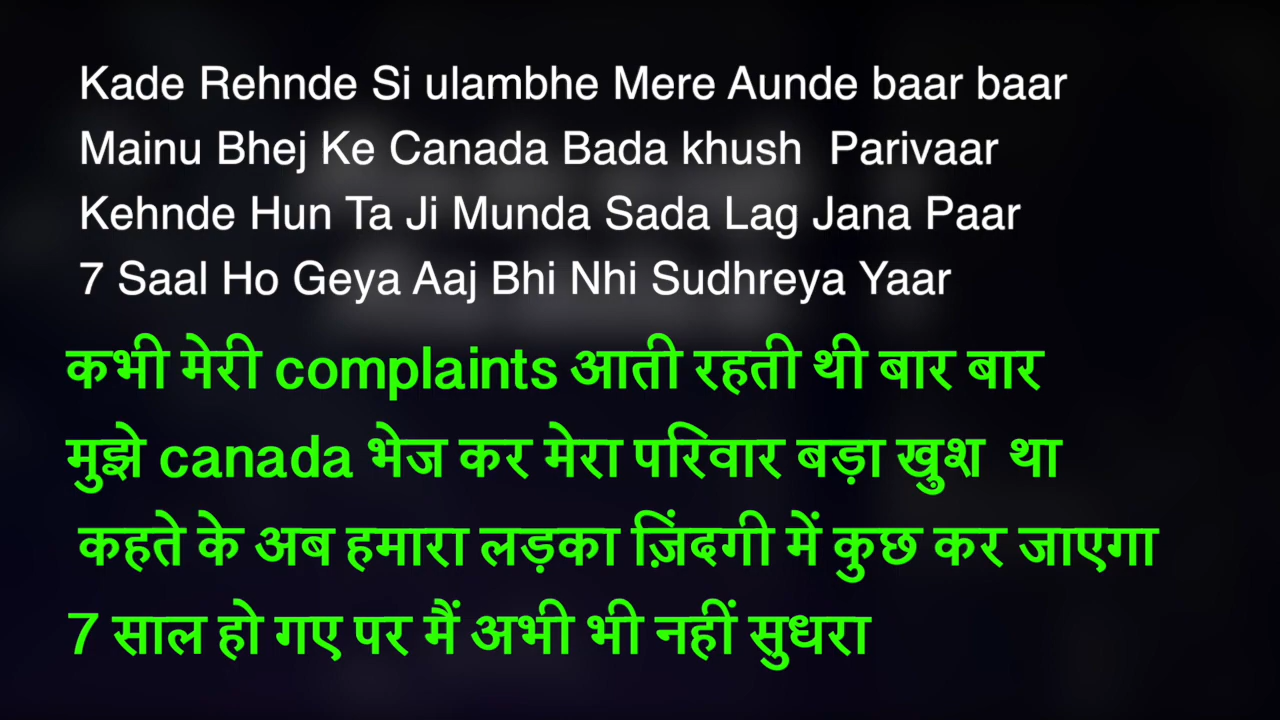 Kade Rehnde Si ulambhe Mere Aunde baar baar
Mainu Bhej Ke Canada Bada khush Parivaar
Kehnde Hun Ta Ji Munda Sada Lag Jana Paar
7 Saal Ho Geya Aaj Bhi Nhi Sudhreya Yaar
कभी मेरी complaints आती रहती थी बार बार
मुझे canada भेज कर मेरा परिवार बड़ा खुश था
कहते के अब हमारा लड़का ज़िंदगी में कुछ कर जाएगा
7 साल हो गए पर मैं अभी भी नहीं सुधरा